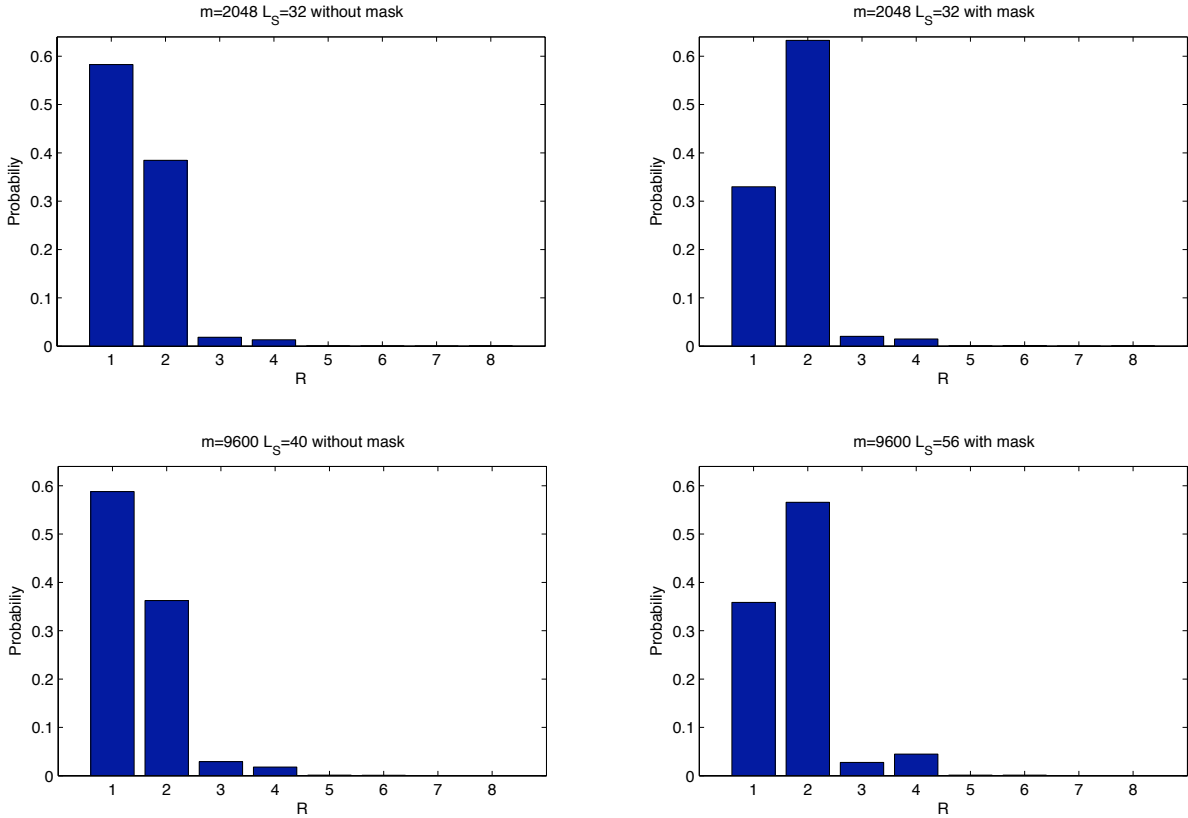 m=2048 L_S=32 without mask
0.6
0.5
0.4
0.3
0.2
0.1
0
Probabiliy
1 2 3 4 5 6 7 8
R
m=2048 L_S=32 with mask
0.6
0.5
0.4
0.3
0.2
0.1
0
Probabiliy
1 2 3 4 5 6 7 8
R
m=9600 L_S=40 without mask
0.6
0.5
0.4
0.3
0.2
0.1
0
Probabiliy
1 2 3 4 5 6 7 8
R
m=9600 L_S=56 with mask
0.6
0.5
0.4
0.3
0.2
0.1
0
Probabiliy
1 2 3 4 5 6 7 8
R